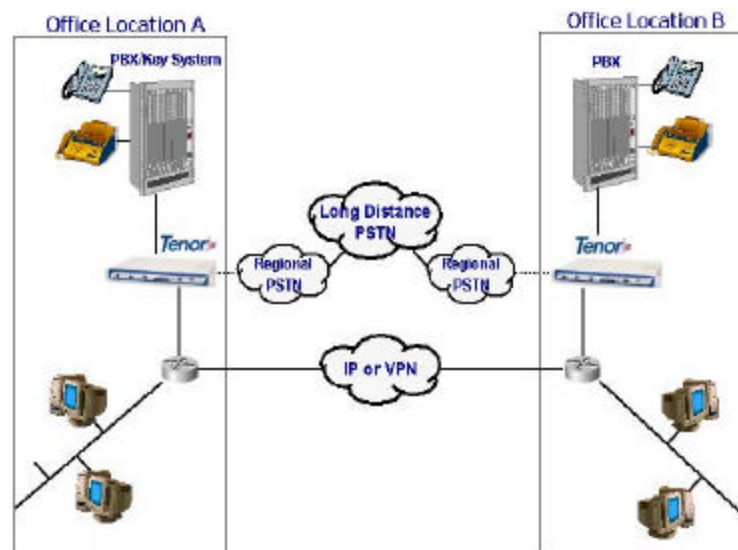 Office Location A
Office Location B
PBX/Key System
PBX
Long Distance
PSTN
Tenor
Tenor
Regional
PSTN
Regional
PSTN
IP or VPN